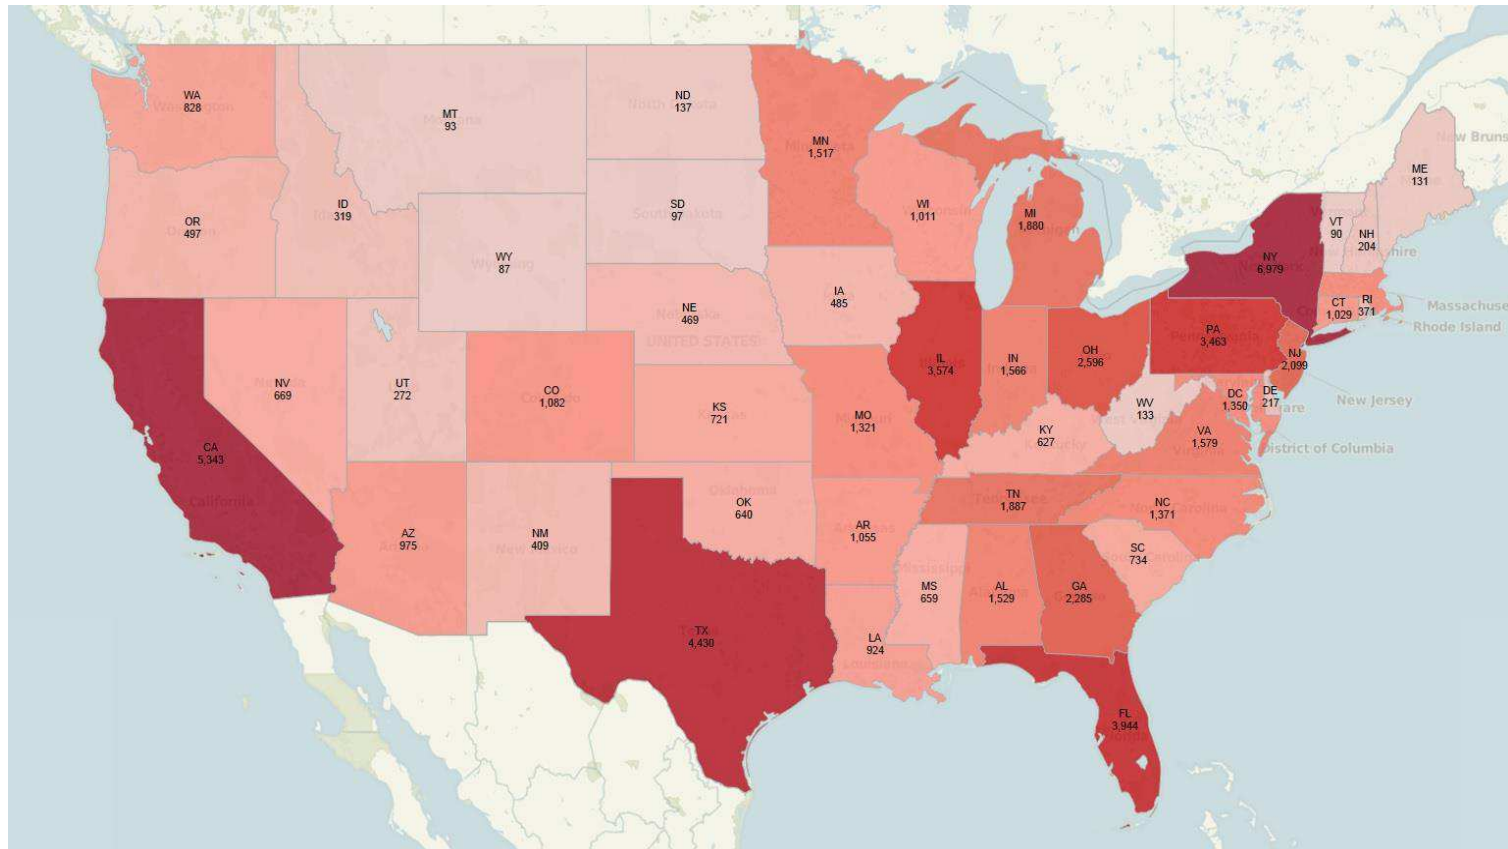 WA
828
MT
93
ND
137
MN
1,517
OR
497
ID
319
WY
87
SD
97
WI
1,011
MI
1,880
ME
131
New Bruns
VT
90
NH
204
NY
6,979
NE
469
UNITED STATES
IA
485
CT
1,029
RI
371
Massachuse
Rhode Island
PA
3,463
NJ
2,099
NV
669
UT
272
CO
1,082
KS
721
MO
1,321
IL
3,574
IN
1,566
OH
2,596
WV
133
DC
1,350
DE
217
New Jersey
CA
5,343
California
KY
627
VA
1,579
District of Columbia
AZ
975
NM
409
OK
640
Oklahoma
AR
1,055
TN
1,887
NC
1,371
SC
734
Mississippi
MS
659
AL
1,529
GA
2,285
TX
4,430
LA
924
Louisiana
FL
3,944